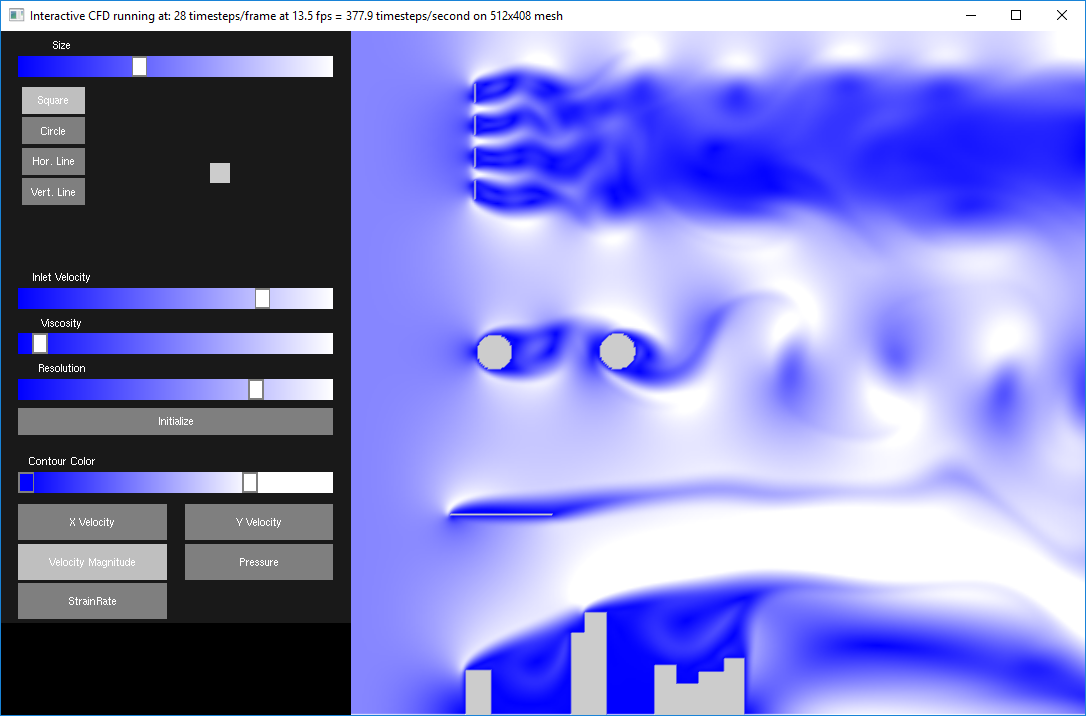 Interactive CFD running at: 28 timesteps/frame at 13.5 fps = 377.9 timesteps/second on 512x408 mesh
Size
Square
Circle
Hor. Line
Vert. Line
Inlet Velocity
Viscosity
Resolution
Initialize
Contour Color
X Velocity
Y Velocity
Velocity Magnitude
Pressure
StrainRate